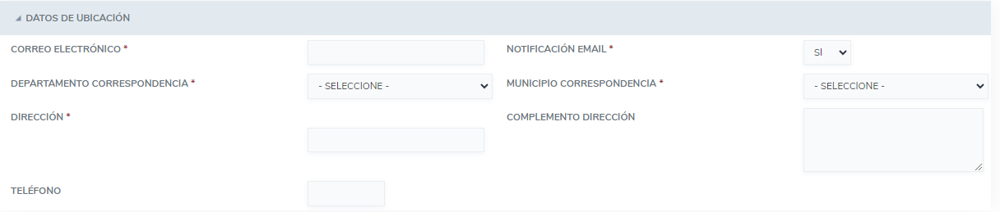 DATOS DE UBICACIÓN
CORREO ELECTRÓNICO *
NOTIFICACIÓN EMAIL *
SI
DEPARTAMENTO CORRESPONDENCIA *
- SELECCIONE -
MUNICIPIO CORRESPONDENCIA *
- SELECCIONE -
DIRECCIÓN *
COMPLEMENTO DIRECCIÓN
TELÉFONO